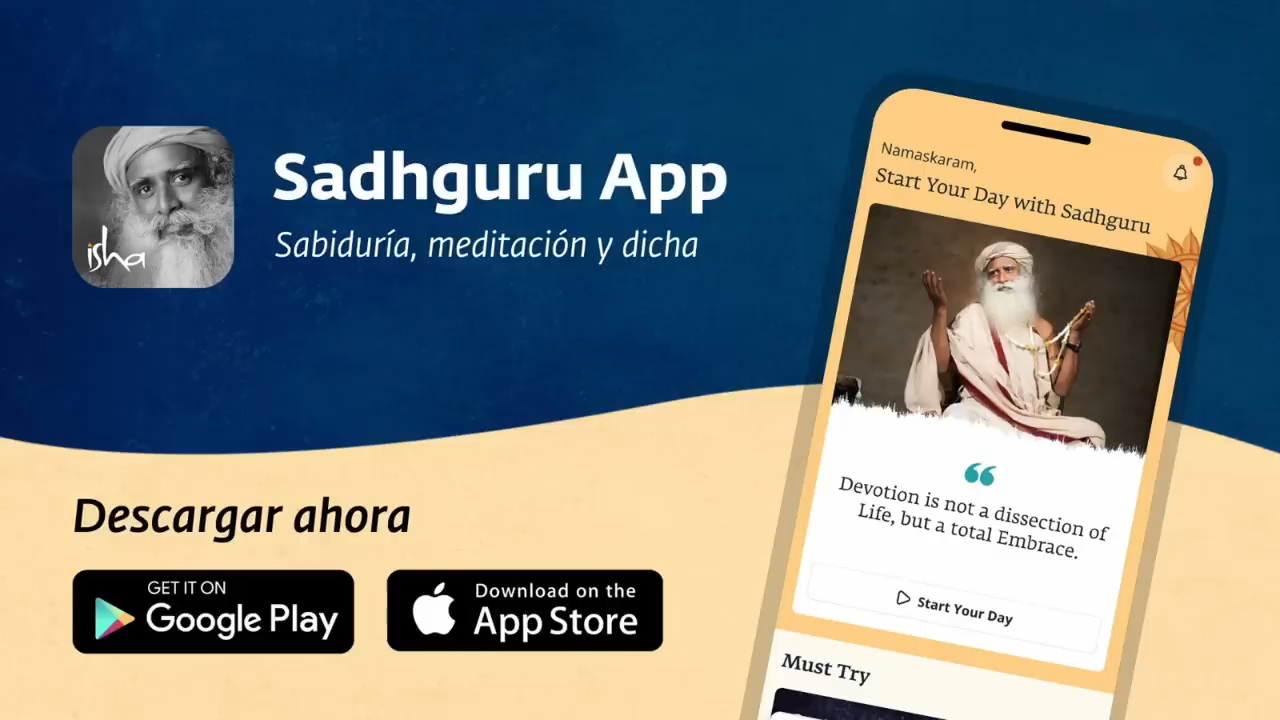 isha
Sadhguru App
Sabiduría, meditación y dicha
Descargar ahora
GET IT ON
Google Play
Download on the
App Store
Namaskaram,
Start Your Day with Sadhguru
“
Devotion is not a dissection of
Life, but a total Embrace.
Start Your Day
Must Try